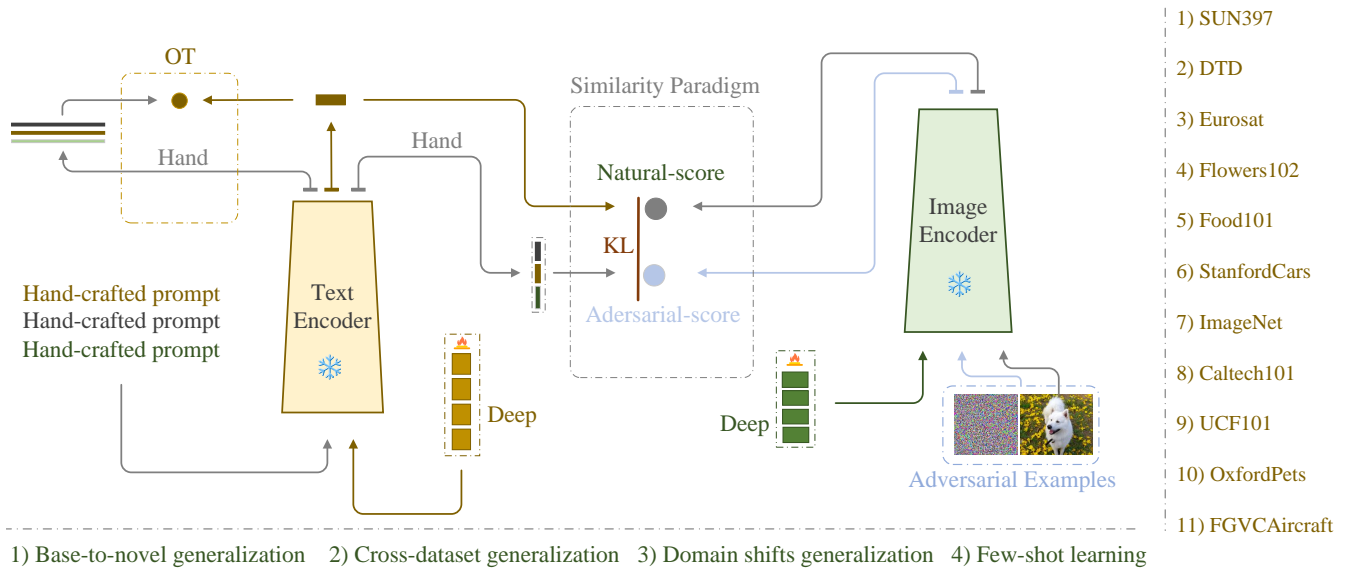 OT
Hand
Hand
Similarity Paradigm
Natural-score
KL
Adersarial-score
Text
Encoder
Image
Encoder
Hand-crafted prompt
Hand-crafted prompt
Hand-crafted prompt
Deep
Deep
Adversarial Examples
1) SUN397
2) DTD
3) Eurosat
4) Flowers102
5) Food101
6) StanfordCars
7) ImageNet
8) Caltech101
9) UCF101
10) OxfordPets
11) FGVCAircraft
1) Base-to-novel generalization 2) Cross-dataset generalization 3) Domain shifts generalization 4) Few-shot learning